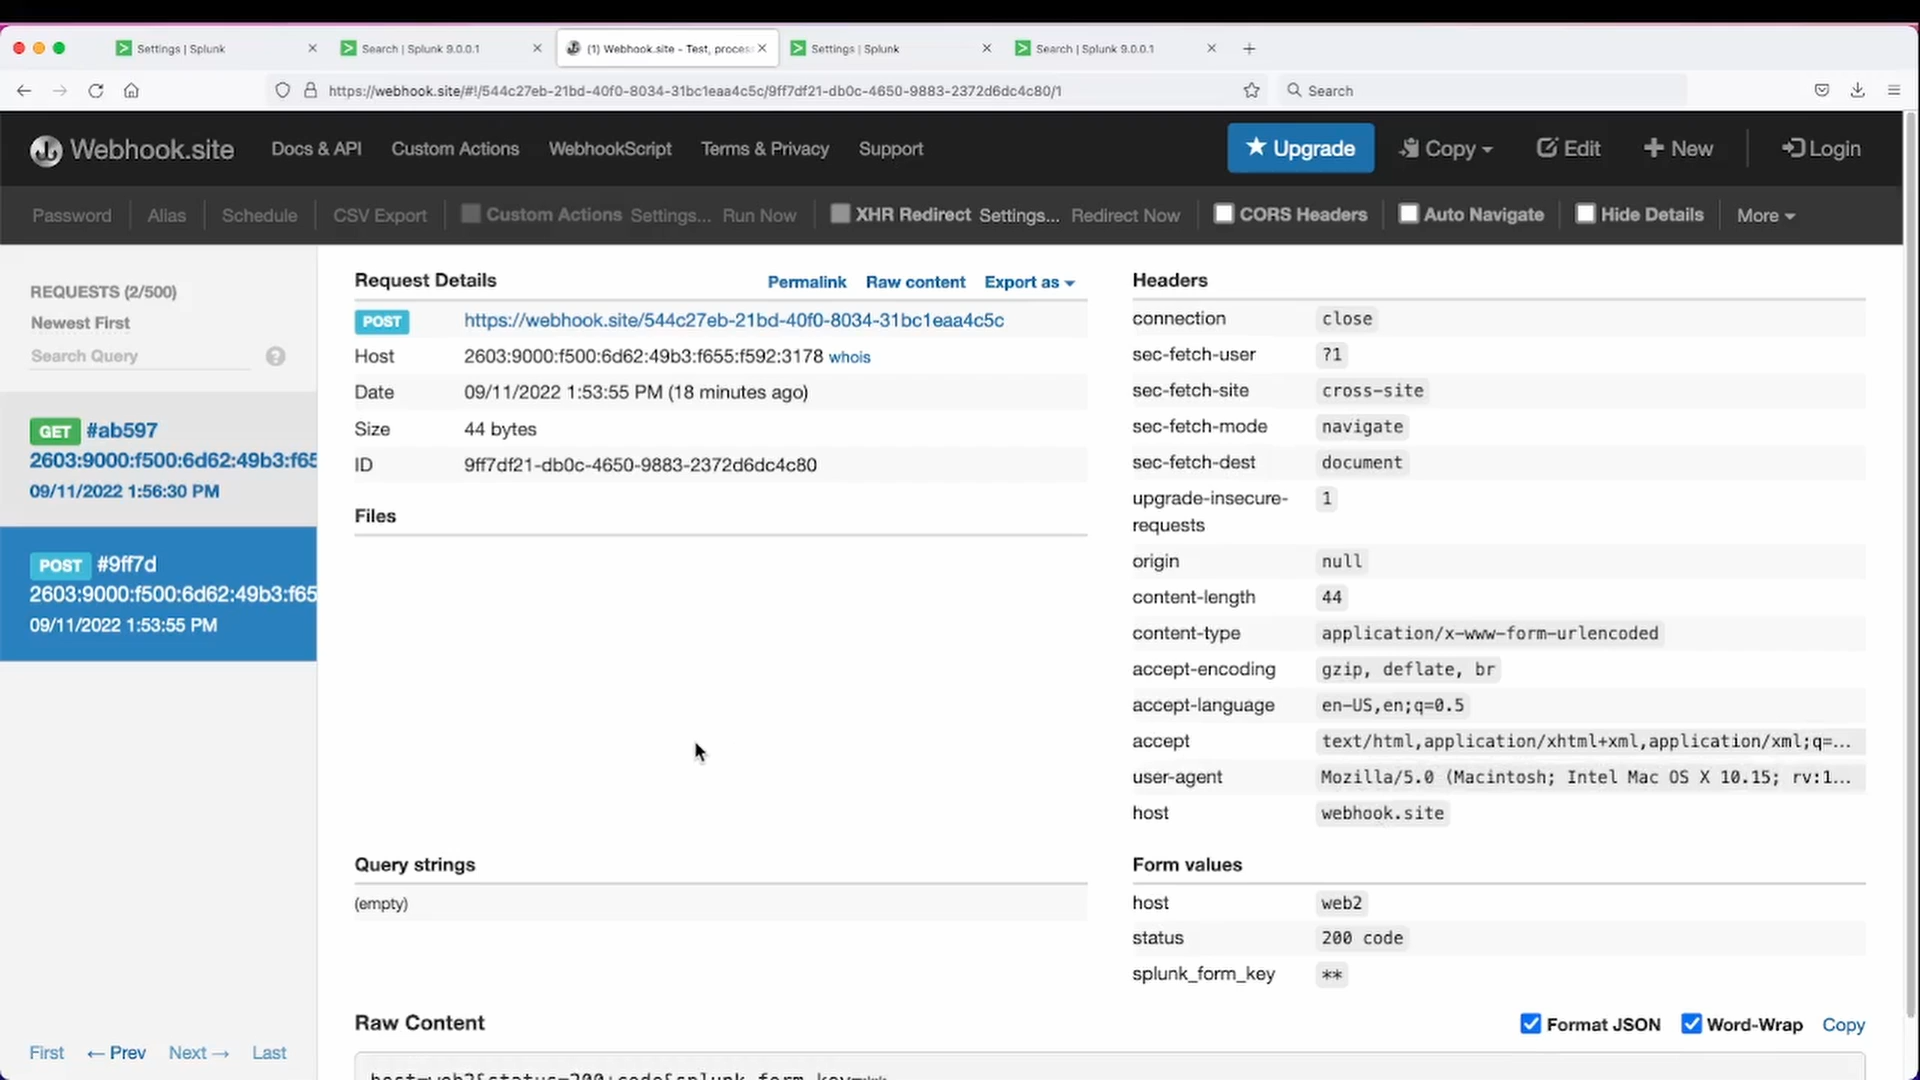 Settings | Splunk
Search | Splunk 9.0.0.1
(1) Webhook.site - Test, proces
Settings | Splunk
Search | Splunk 9.0.0.1
https://webhook.site/#!/544c27eb-21bd-40f0-8034-31bc1eaa4c5c/9ff7df21-db0c-4650-9883-2372d6dc4c80/1
Search
Webhook.site
Docs & API
Custom Actions
WebhookScript
Terms & Privacy
Support
Upgrade
Copy
Edit
New
Login
Password
Alias
Schedule
CSV Export
Custom Actions Settings... Run Now
XHR Redirect Settings... Redirect Now
CORS Headers
Auto Navigate
Hide Details
More
REQUESTS (2/500)
Newest First
Search Query
GET #ab597
2603:9000:f500:6d62:49b3:f65
09/11/2022 1:56:30 PM
POST #9ff7d
2603:9000:f500:6d62:49b3:f65
09/11/2022 1:53:55 PM
First ← Prev Next → Last
Request Details Permalink Raw content Export as
POST https://webhook.site/544c27eb-21bd-40f0-8034-31bc1eaa4c5c
Host 2603:9000:f500:6d62:49b3:f655:f592:3178 whois
Date 09/11/2022 1:53:55 PM (18 minutes ago)
Size 44 bytes
ID 9ff7df21-db0c-4650-9883-2372d6dc4c80
Files
Headers
connection close
sec-fetch-user ?1
sec-fetch-site cross-site
sec-fetch-mode navigate
sec-fetch-dest document
upgrade-insecure- 1
requests
origin null
content-length 44
content-type application/x-www-form-urlencoded
accept-encoding gzip, deflate, br
accept-language en-US,en;q=0.5
accept text/html,application/xhtml+xml,application/xml;q=...
user-agent Mozilla/5.0 (Macintosh; Intel Mac OS X 10.15; rv:1...
host webhook.site
Query strings
(empty)
Form values
host web2
status 200 code
splunk_form_key **
Raw Content
Format JSON Word-Wrap Copy
host=web2&status=200+code&splunk_form_key=**